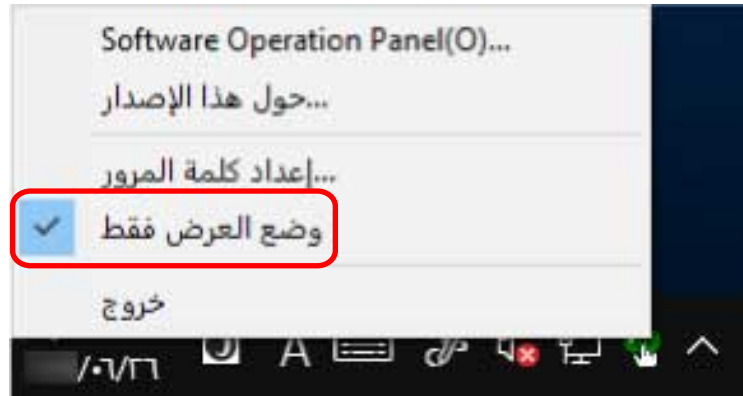 Software Operation Panel(O)...
حول هذا الإصدار...
إعداد كلمة المرور...
وضع العرض فقط
خروج
A
/٠٦/٢٦